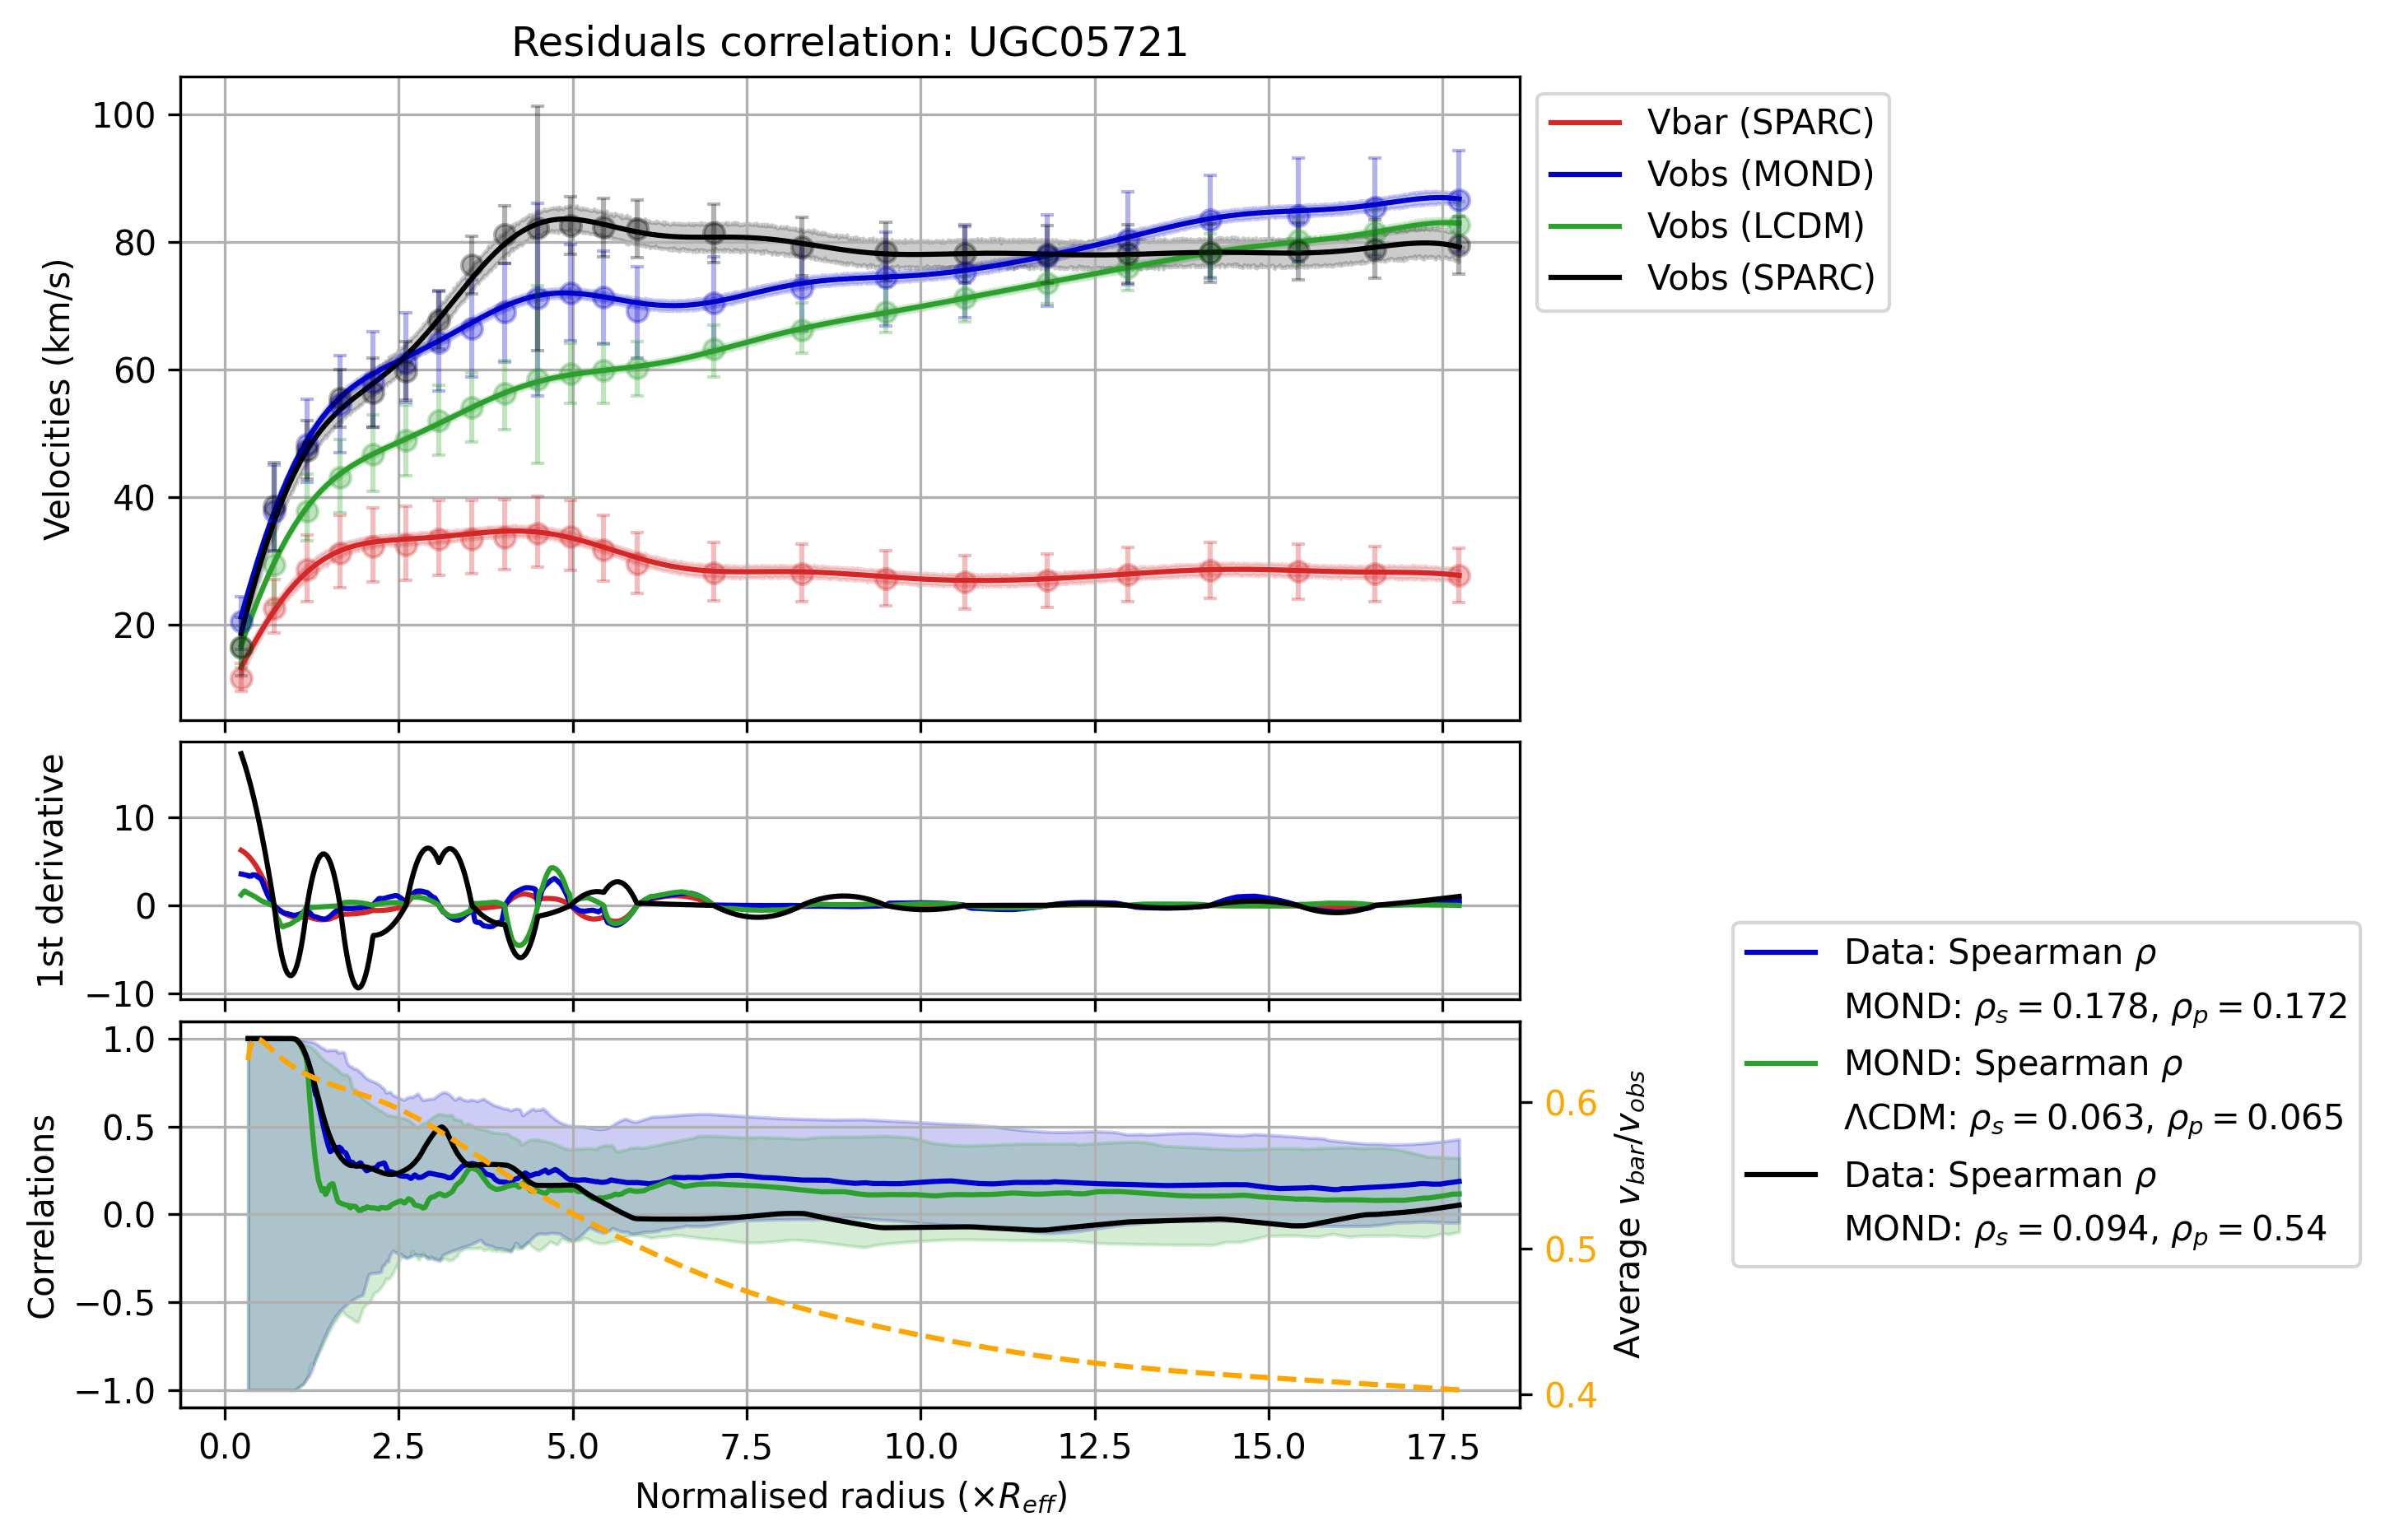 Residuals correlation: UGC05721
100
80
60
40
20
Velocities (km/s)
Vbar (SPARC)
Vobs (MOND)
Vobs (LCDM)
Vobs (SPARC)
10
0
−10
1st derivative
1.0
0.5
0.0
−0.5
−1.0
Correlations
0.6
0.5
0.4
Average v_bar/v_obs
Data: Spearman ρ
MOND: ρ_s = 0.178, ρ_p = 0.172
MOND: Spearman ρ
ΛCDM: ρ_s = 0.063, ρ_p = 0.065
Data: Spearman ρ
MOND: ρ_s = 0.094, ρ_p = 0.54
0.0 2.5 5.0 7.5 10.0 12.5 15.0 17.5
Normalised radius (×R_eff)